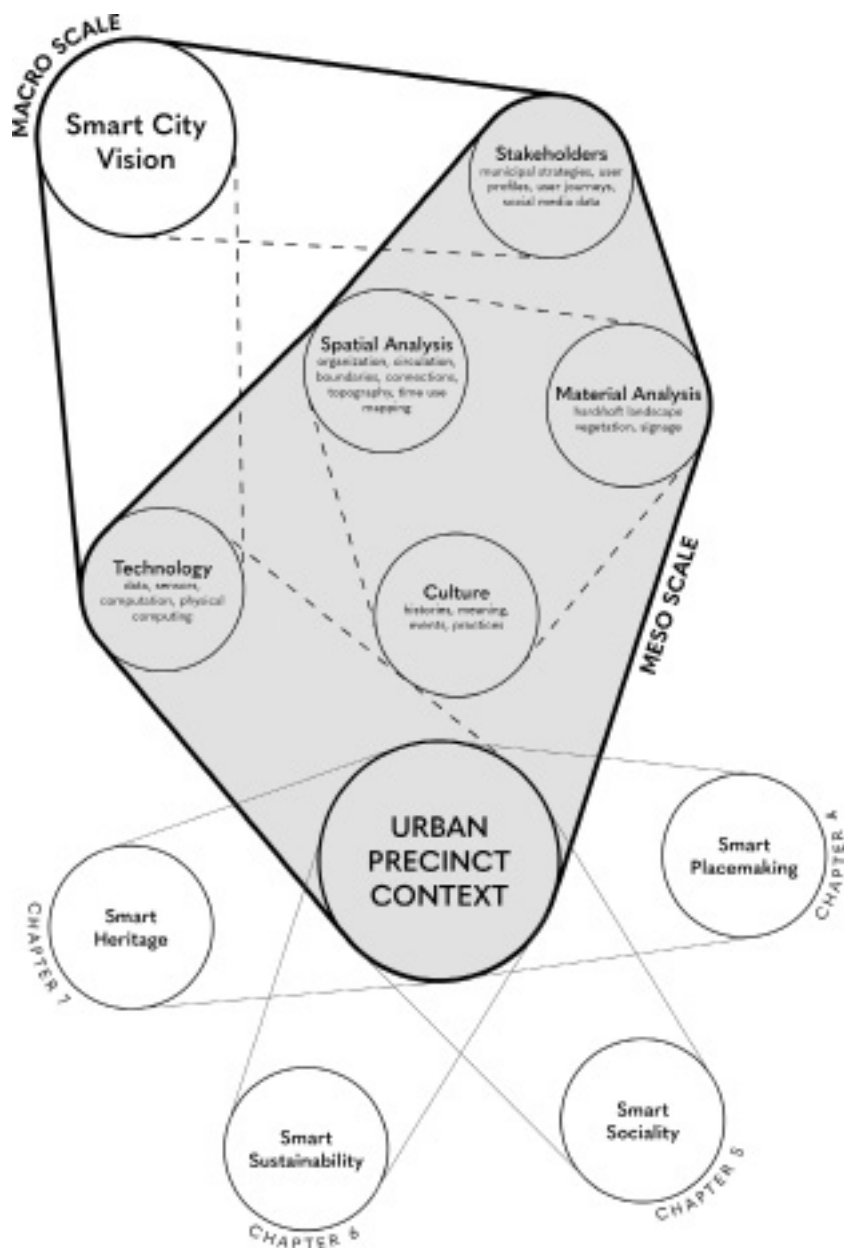 MACRO SCALE
Smart City
Vision
Stakeholders
municipal strategies, user
profiles, user journeys,
social media data
Spatial Analysis
organization, circulation,
boundaries, connections,
topography, time use
mapping
Material Analysis
hard/soft landscape
vegetation, signage
Technology
data, sensors,
computation, physical
computing
Culture
histories, meaning,
events, practices
MESO SCALE
URBAN
PRECINCT
CONTEXT
Smart
Placemaking
CHAPTER 4
Smart
Heritage
CHAPTER 7
Smart
Sociality
CHAPTER 5
Smart
Sustainability
CHAPTER 6